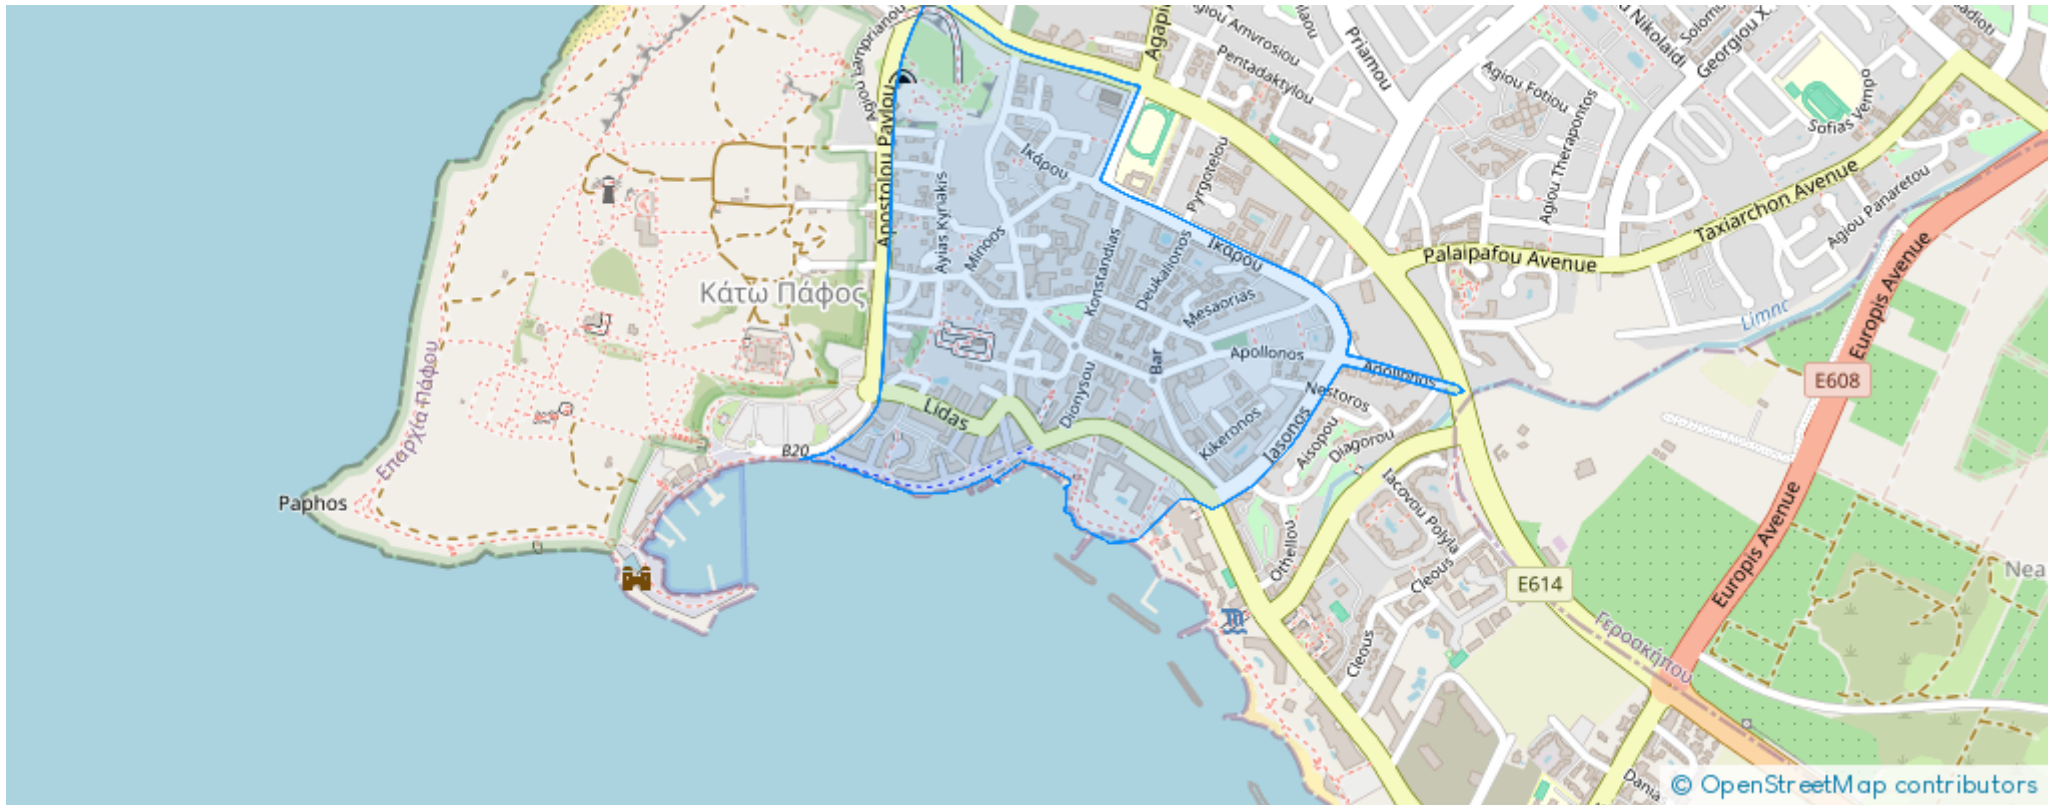 Agiou Lamprianou
Agapi
Agiou Amvrosiou
Pentadaktylou
Priamou
Agiou Fotiou
Agiou Therapontos
Georgiou X.
Sofias Vempo
Taxiarchon Avenue
Agiou Panaretou
Palaipafou Avenue
Limnc
Europis Avenue
E608
Europis Avenue
Apostolou Pavlou
Ayias Kyriakis
Minoos
Ικάρου
Pyrgotelou
Ικάρου
Konstandias
Deukalionos
Mesaorias
Κάτω Πάφος
Επαρχία Πάφου
Bar
Apollonos
Apollonos
Nestoros
Dionysou
Lidas
Kikeronos
Iasonos
Aisopou
Diagorou
B20
Paphos
Iacovou Polyla
Othellou
Cleous
E614
Cleous
Γεροσκήπου
Nea
Dania
© OpenStreetMap contributors